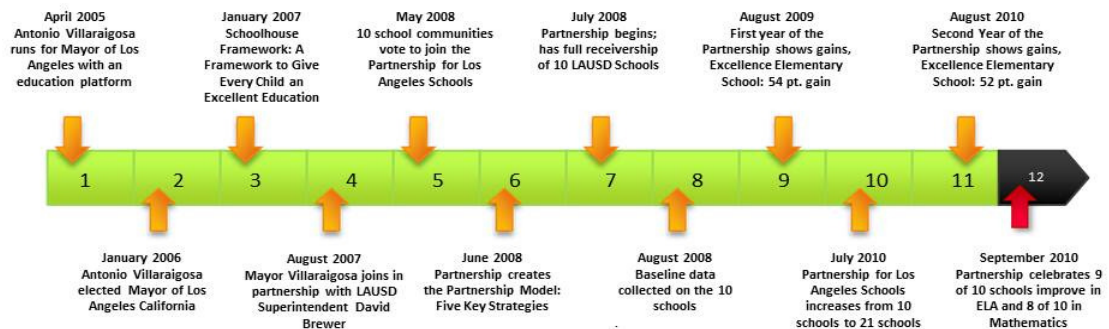 April 2005
Antonio Villaraigosa
runs for Mayor of Los
Angeles with an
education platform
January 2007
Schoolhouse
Framework: A
Framework to Give
Every Child an
Excellent Education
May 2008
10 school communities
vote to join the
Partnership for Los
Angeles Schools
July 2008
Partnership begins;
has full receivership
of 10 LAUSD Schools
August 2009
First year of the
Partnership shows gains,
Excellence Elementary
School: 54 pt. gain
August 2010
Second Year of the
Partnership shows gains,
Excellence Elementary
School: 52 pt. gain
1 2 3 4 5 6 7 8 9 10 11 12
January 2006
Antonio Villaraigosa
elected Mayor of Los
Angeles California
August 2007
Mayor Villaraigosa joins in
partnership with LAUSD
Superintendent David
Brewer
June 2008
Partnership creates
the Partnership Model:
Five Key Strategies
August 2008
Baseline data
collected on the 10
schools
.
July 2010
Partnership for Los
Angeles Schools
increases from 10
schools to 21 schools
September 2010
Partnership celebrates 9
of 10 schools improve in
ELA and 8 of 10 in
Mathematics